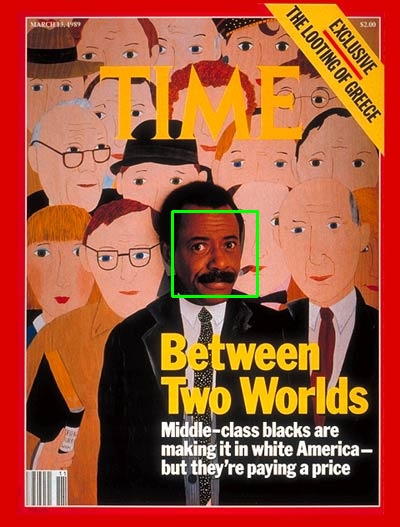 MARCH 13, 1989
$2.00
EXCLUSIVE
THE LOOTING OF GREECE
TIME
Between
Two Worlds
Middle-class blacks are
making it in white America—
but they're paying a price